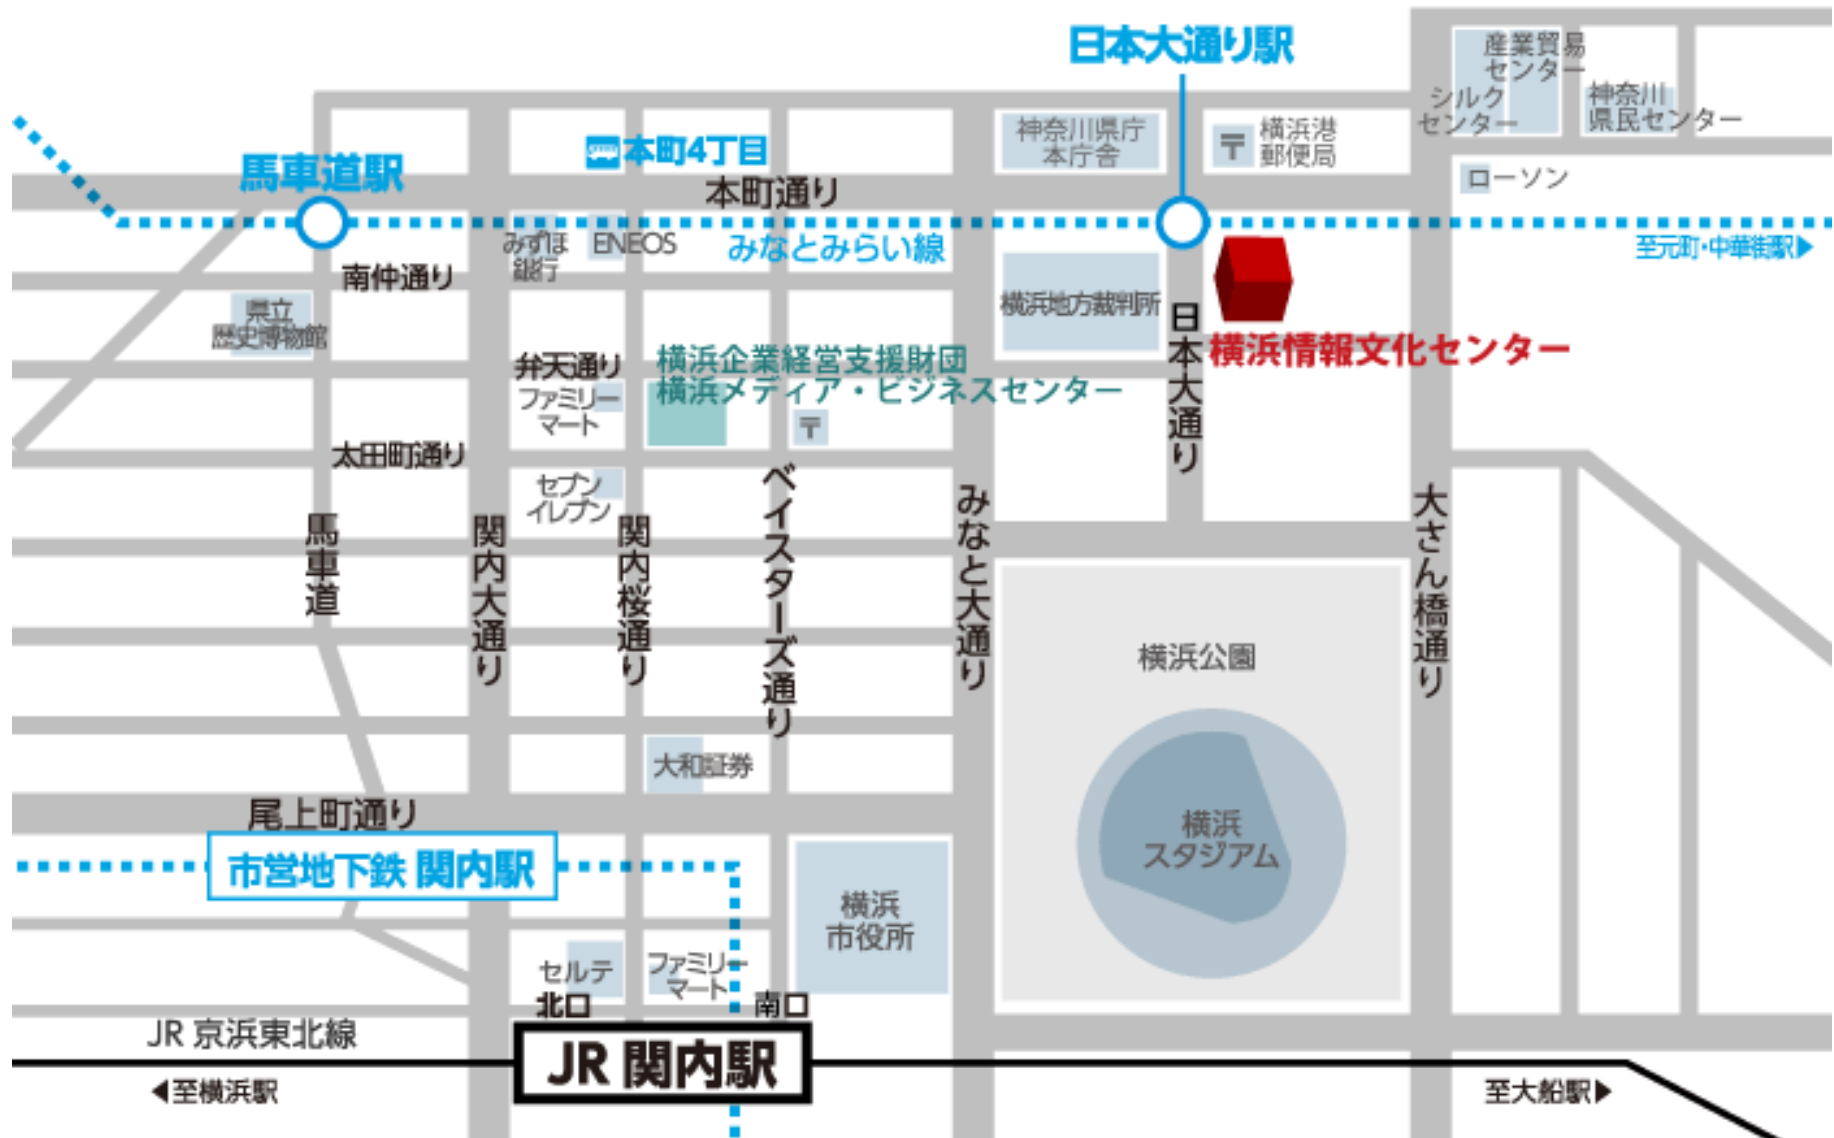 日本大通り駅
産業貿易
センター
シルク
センター
神奈川
県民センター
神奈川県庁
本庁舎
〒
横浜港
郵便局
本町4丁目
馬車道駅
本町通り
ローソン
みずほ
銀行
ENEOS
みなとみらい線
至元町・中華街駅▶
南仲通り
県立
歴史博物館
横浜地方裁判所
日本大通り
横浜情報文化センター
弁天通り
横浜企業経営支援財団
横浜メディア・ビジネスセンター
ファミリー
マート
〒
太田町通り
セブン
イレブン
馬車道
関内大通り
関内桜通り
ベイスターズ通り
みなと大通り
大さん橋通り
横浜公園
大和証券
尾上町通り
横浜
スタジアム
市営地下鉄 関内駅
横浜
市役所
セルテ
ファミリー
マート
北口
南口
JR 京浜東北線
JR 関内駅
◀至横浜駅
至大船駅▶